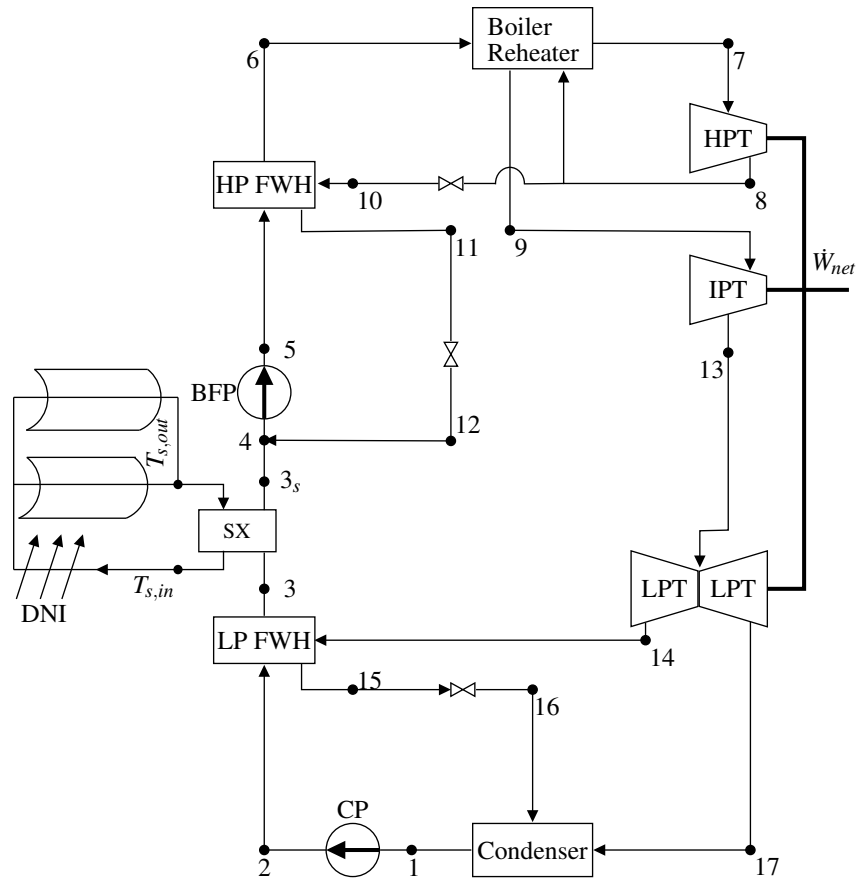 Boiler
Reheater
6
7
HPT
HP FWH
10
8
11
9
Ẇnet
IPT
5
13
BFP
Ts,out
4
12
3s
SX
Ts,in
3
DNI
LPT
LPT
LP FWH
14
15
16
CP
Condenser
2
1
17